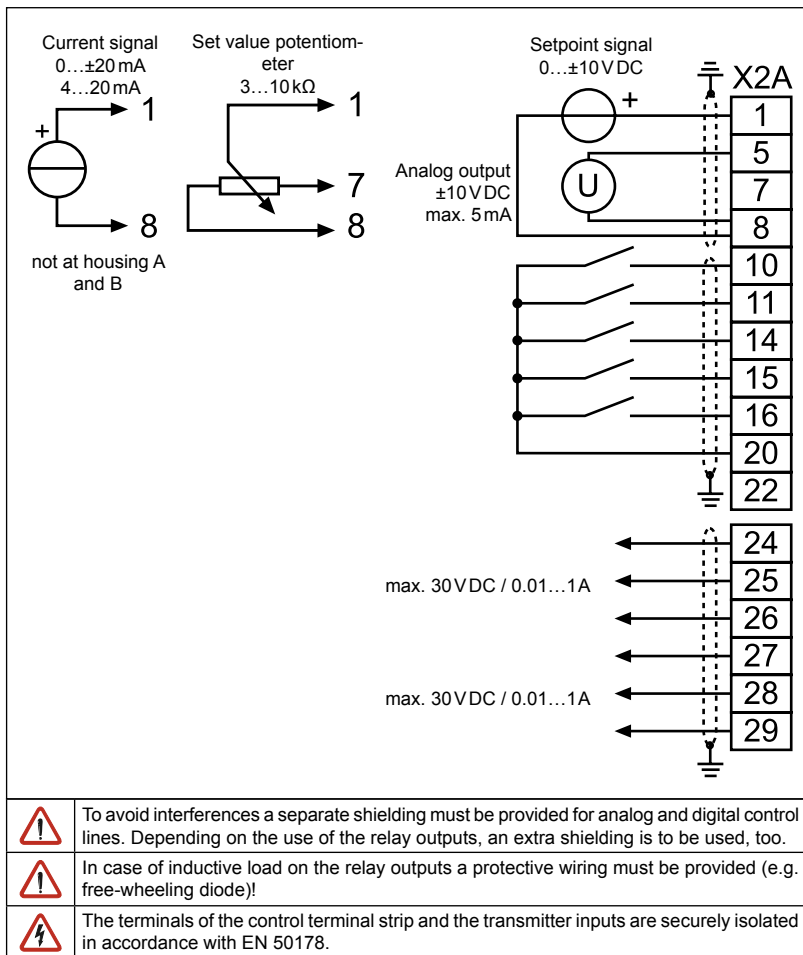 Current signal
0…±20 mA
4…20 mA
+
1
8
not at housing A
and B
Set value potentiom-
eter
3…10 kΩ
1
7
8
Setpoint signal
0…±10 V DC
+
Analog output
±10 V DC
max. 5 mA
U
X2A
1
5
7
8
10
11
14
15
16
20
22
24
25
26
27
28
29
max. 30 V DC / 0.01…1A
max. 30 V DC / 0.01…1A
To avoid interferences a separate shielding must be provided for analog and digital control
lines. Depending on the use of the relay outputs, an extra shielding is to be used, too.
In case of inductive load on the relay outputs a protective wiring must be provided (e.g.
free-wheeling diode)!
The terminals of the control terminal strip and the transmitter inputs are securely isolated
in accordance with EN 50178.